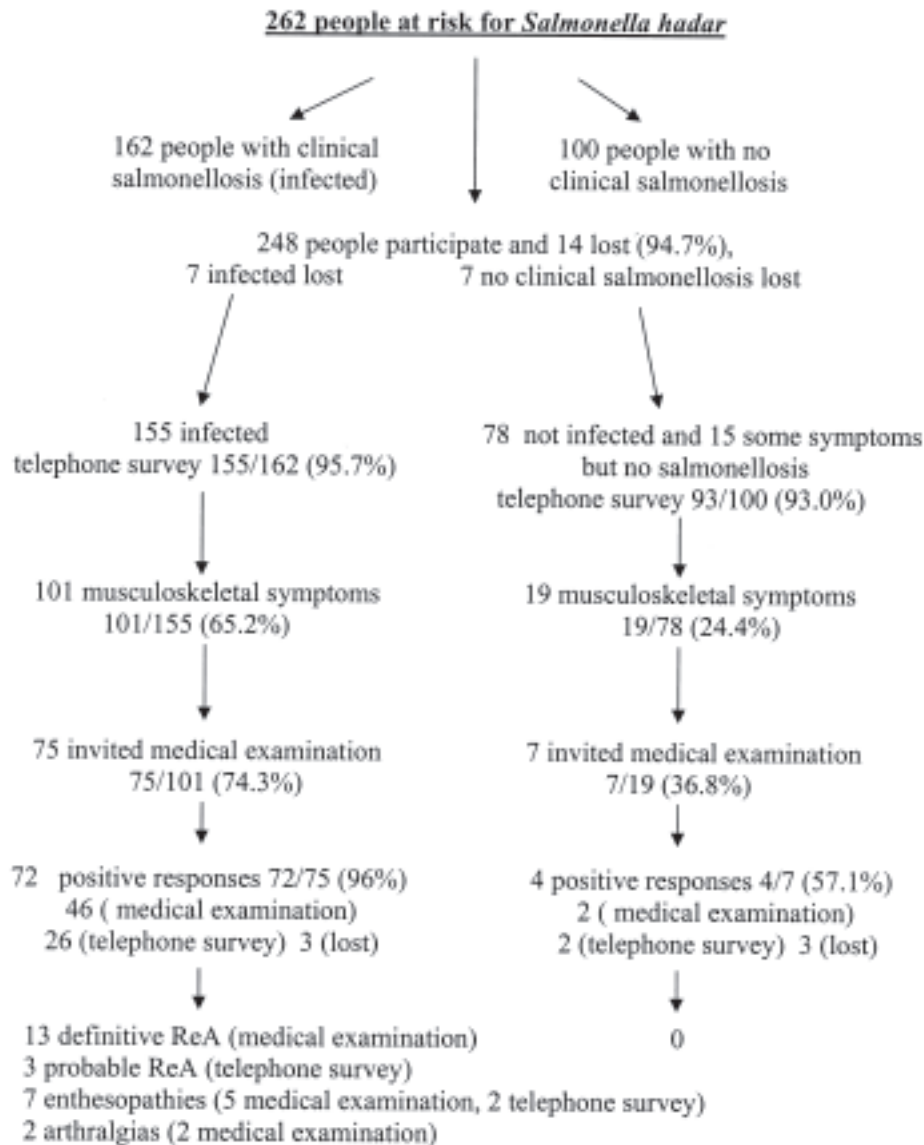 262 people at risk for Salmonella hadar
162 people with clinical
salmonellosis (infected)
100 people with no
clinical salmonellosis
248 people participate and 14 lost (94.7%),
7 infected lost
7 no clinical salmonellosis lost
155 infected
telephone survey 155/162 (95.7%)
78 not infected and 15 some symptoms
but no salmonellosis
telephone survey 93/100 (93.0%)
101 musculoskeletal symptoms
101/155 (65.2%)
19 musculoskeletal symptoms
19/78 (24.4%)
75 invited medical examination
75/101 (74.3%)
7 invited medical examination
7/19 (36.8%)
72 positive responses 72/75 (96%)
46 ( medical examination)
26 (telephone survey) 3 (lost)
4 positive responses 4/7 (57.1%)
2 ( medical examination)
2 (telephone survey) 3 (lost)
13 definitive ReA (medical examination)
3 probable ReA (telephone survey)
7 enthesopathies (5 medical examination, 2 telephone survey)
2 arthralgias (2 medical examination)
0